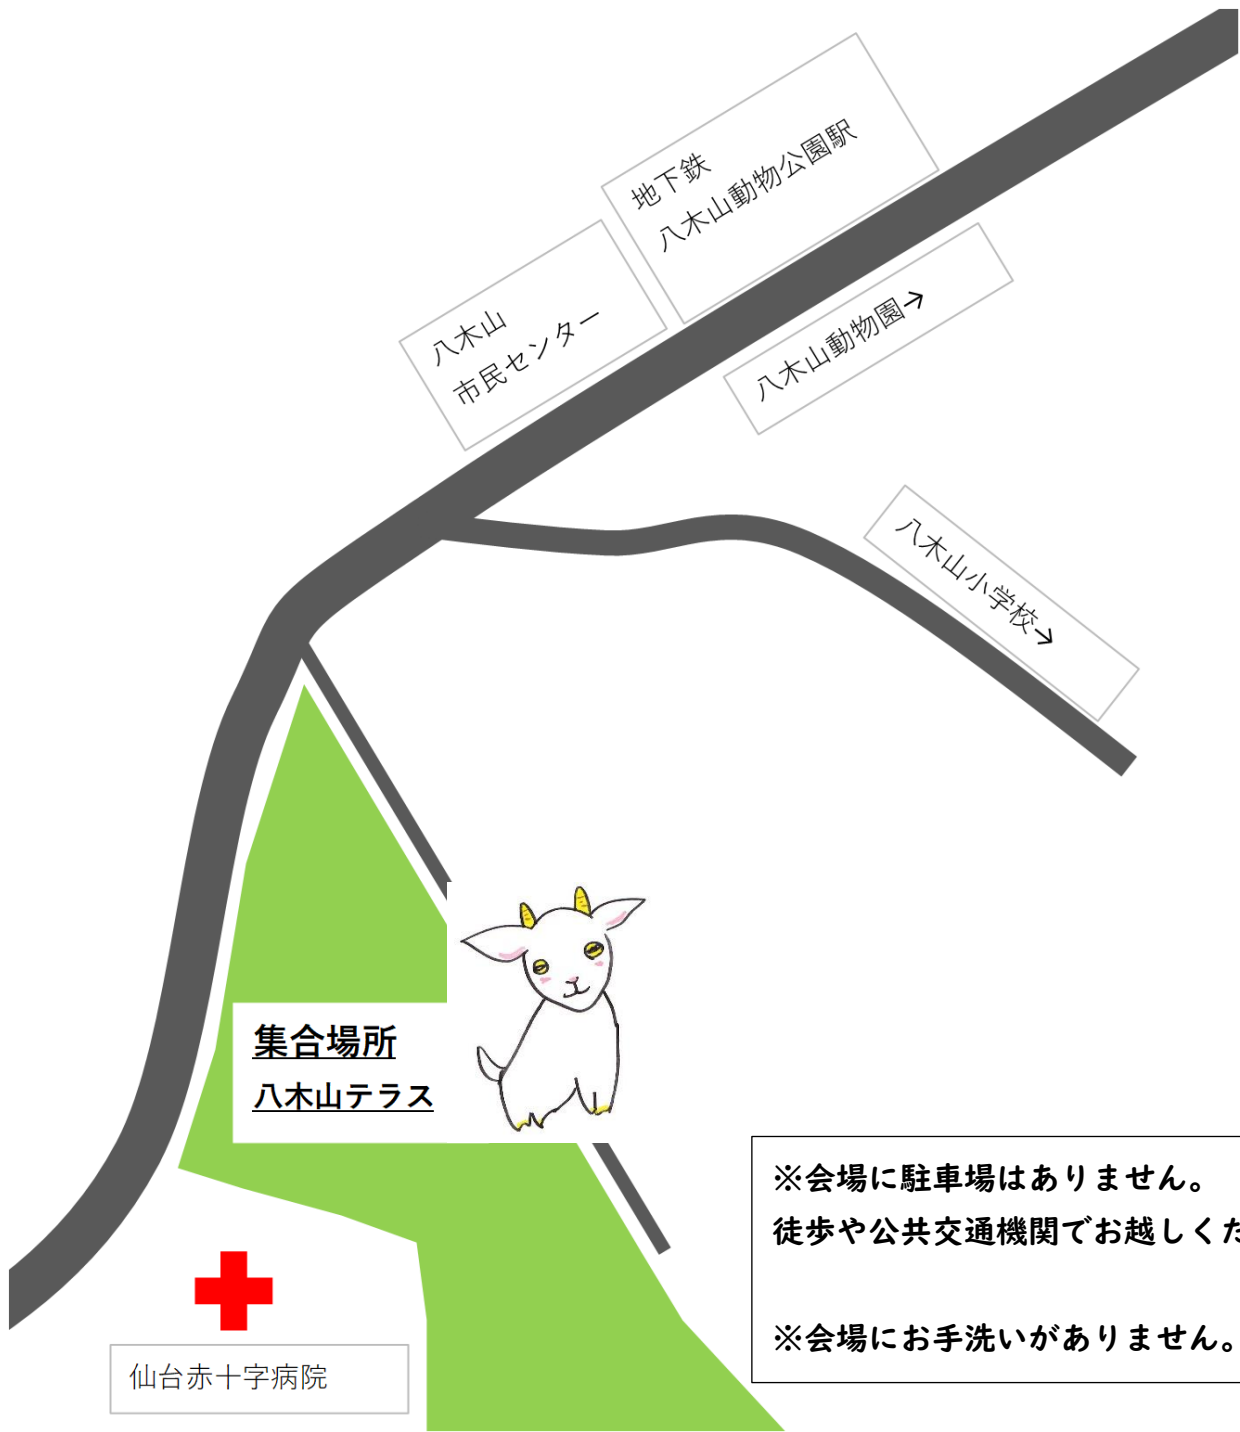 地下鉄
八木山動物公園駅
八木山
市民センター
八木山動物園→
八木山小学校→
集合場所
八木山テラス
※会場に駐車場はありません。
徒歩や公共交通機関でお越しくだ
※会場にお手洗いがありません。
仙台赤十字病院